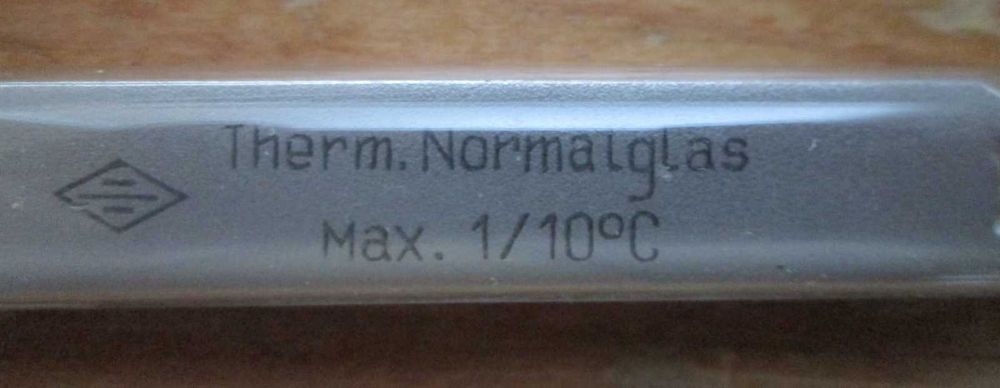 Therm. Normalglas
Max. 1/10°C